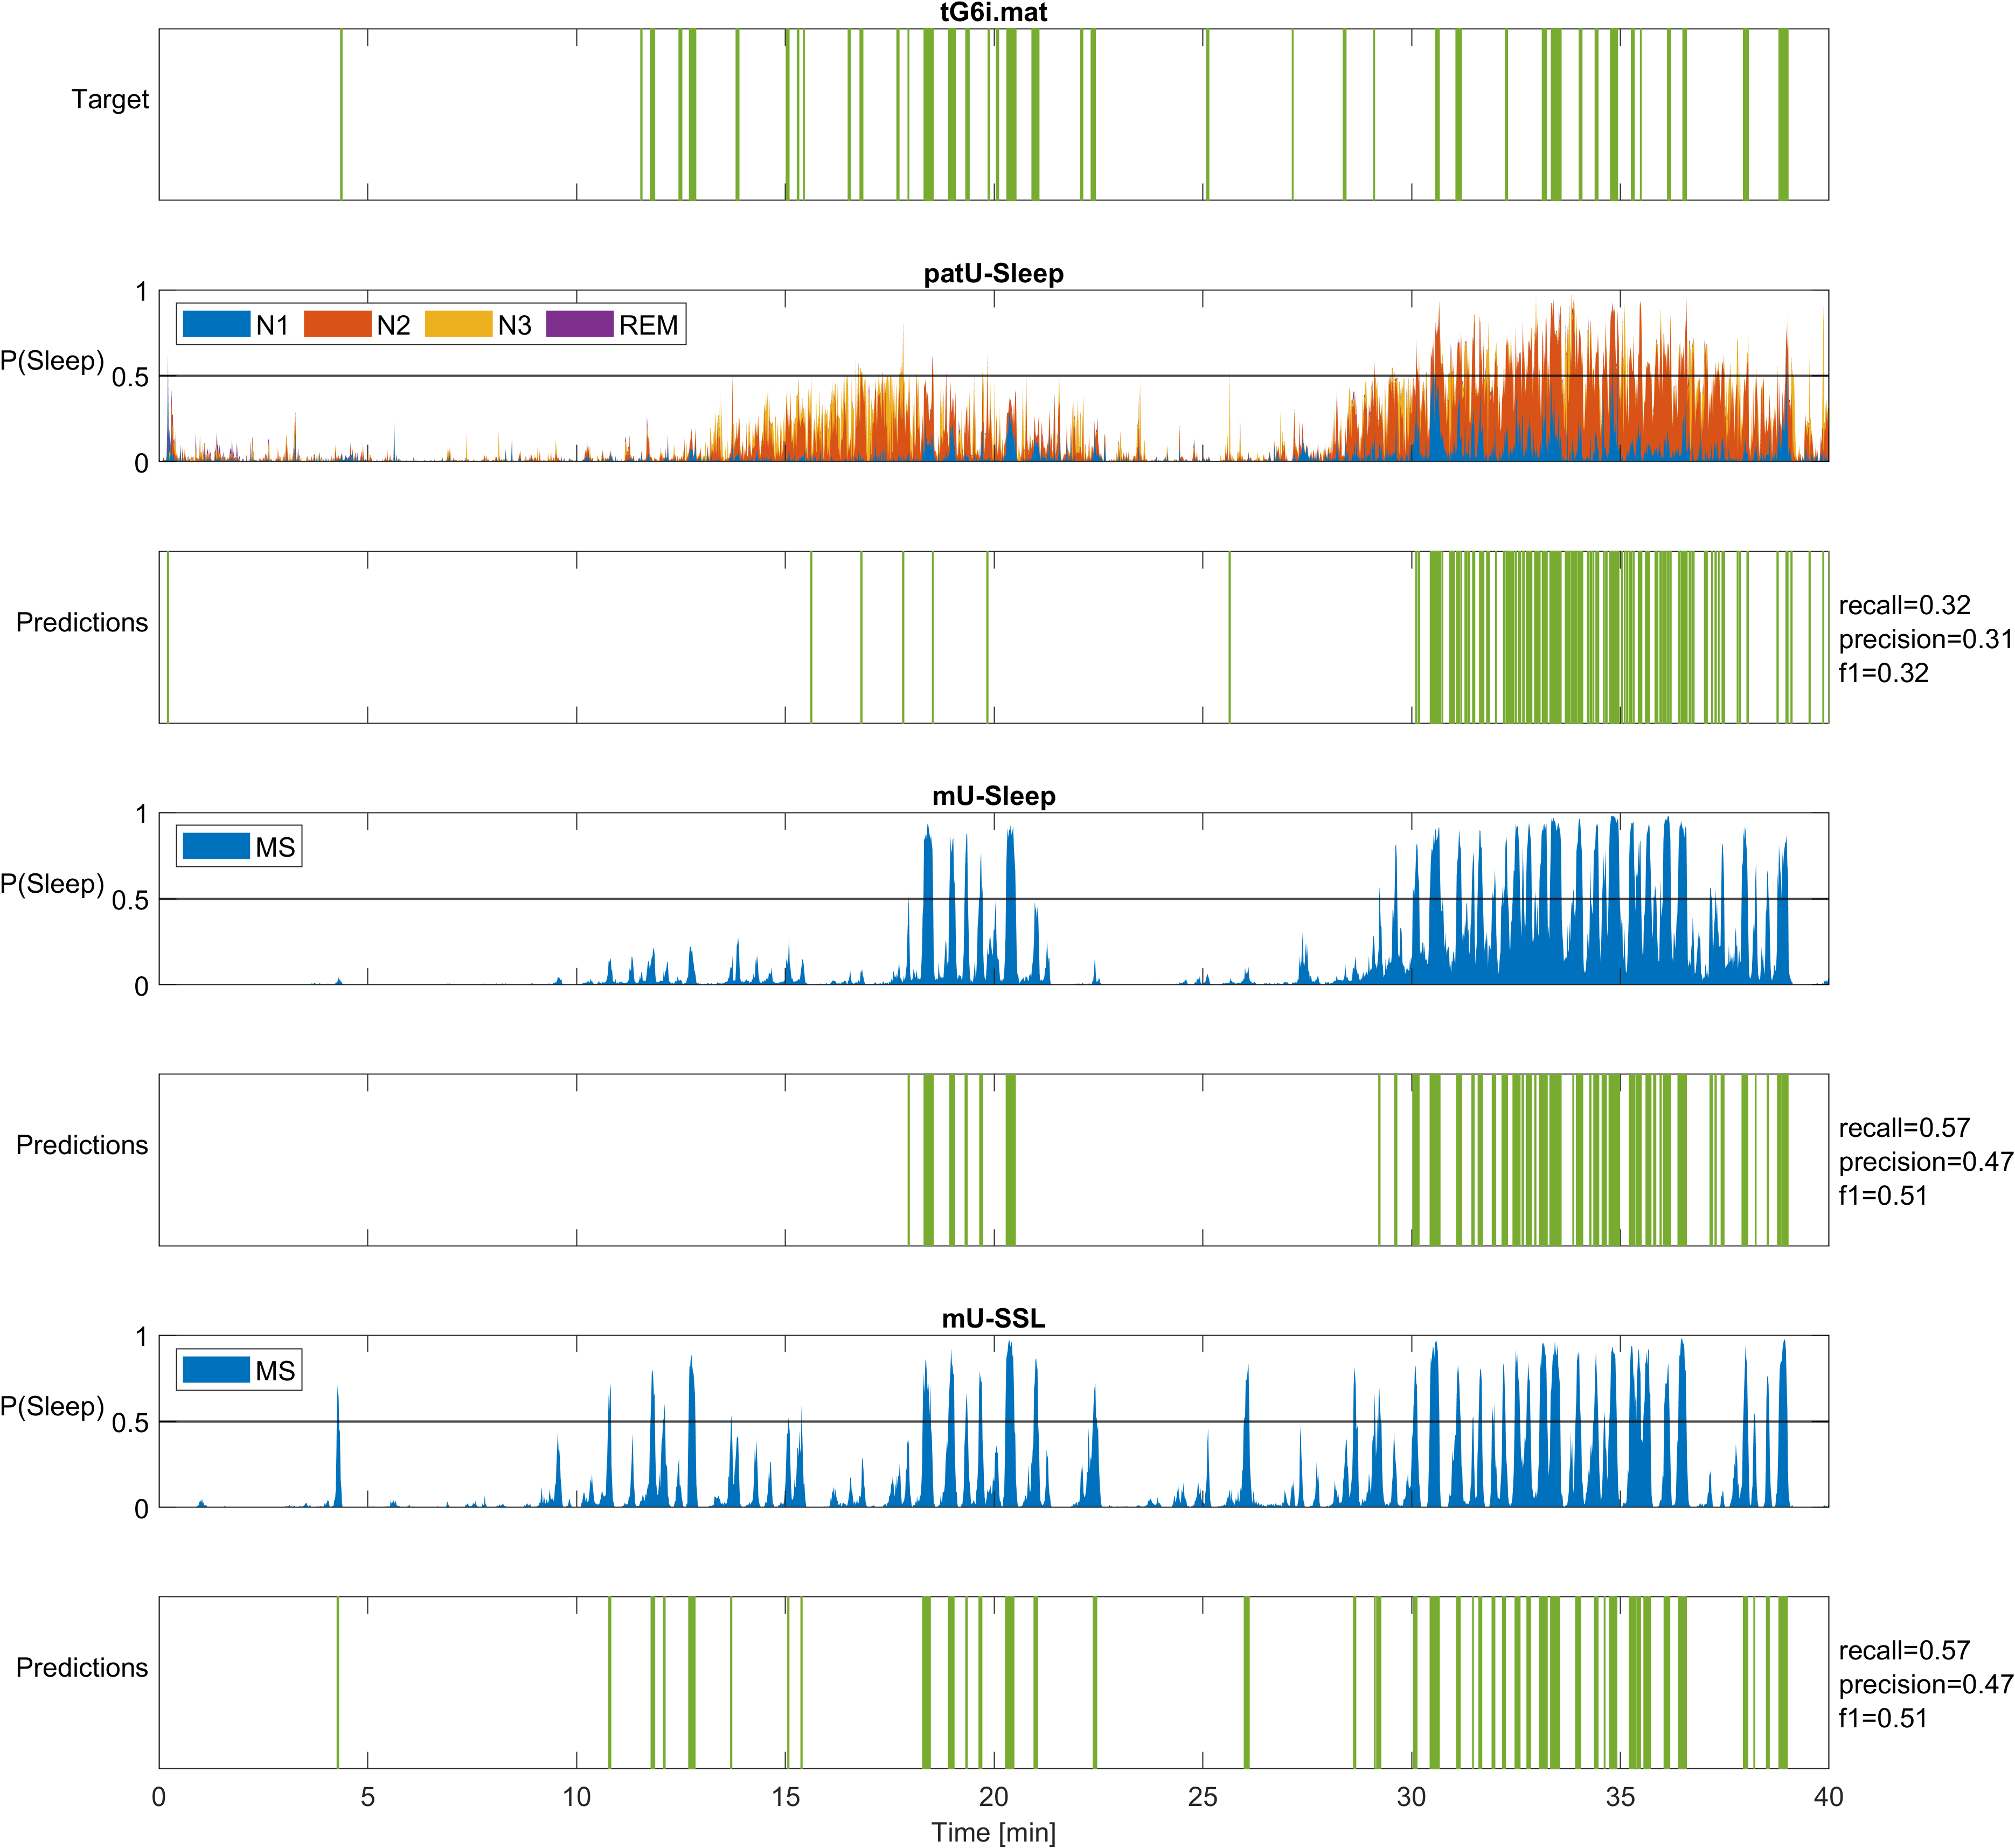 tG6i.mat
Target
patU-Sleep
1
N1 N2 N3 REM
P(Sleep)
0.5
0
Predictions
recall=0.32
precision=0.31
f1=0.32
mU-Sleep
1
MS
P(Sleep)
0.5
0
Predictions
recall=0.57
precision=0.47
f1=0.51
mU-SSL
1
MS
P(Sleep)
0.5
0
Predictions
recall=0.57
precision=0.47
f1=0.51
0 5 10 15 20 25 30 35 40
Time [min]